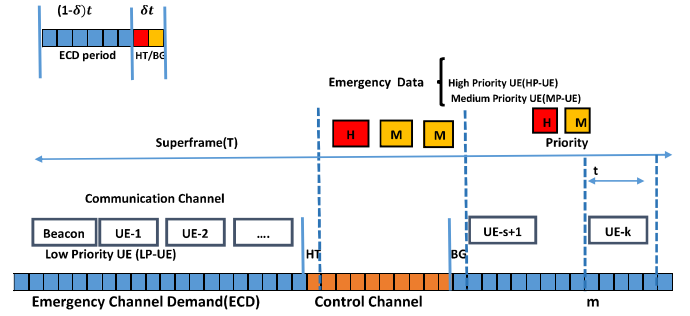 (1-δ)t δt
ECD period HT/BG
Emergency Data
High Priority UE(HP-UE)
Medium Priority UE(MP-UE)
H M M H M
Superframe(T) Priority
t
Communication Channel
Beacon UE-1 UE-2 .... UE-s+1 UE-k
Low Priority UE (LP-UE) HT BG
Emergency Channel Demand(ECD) Control Channel m